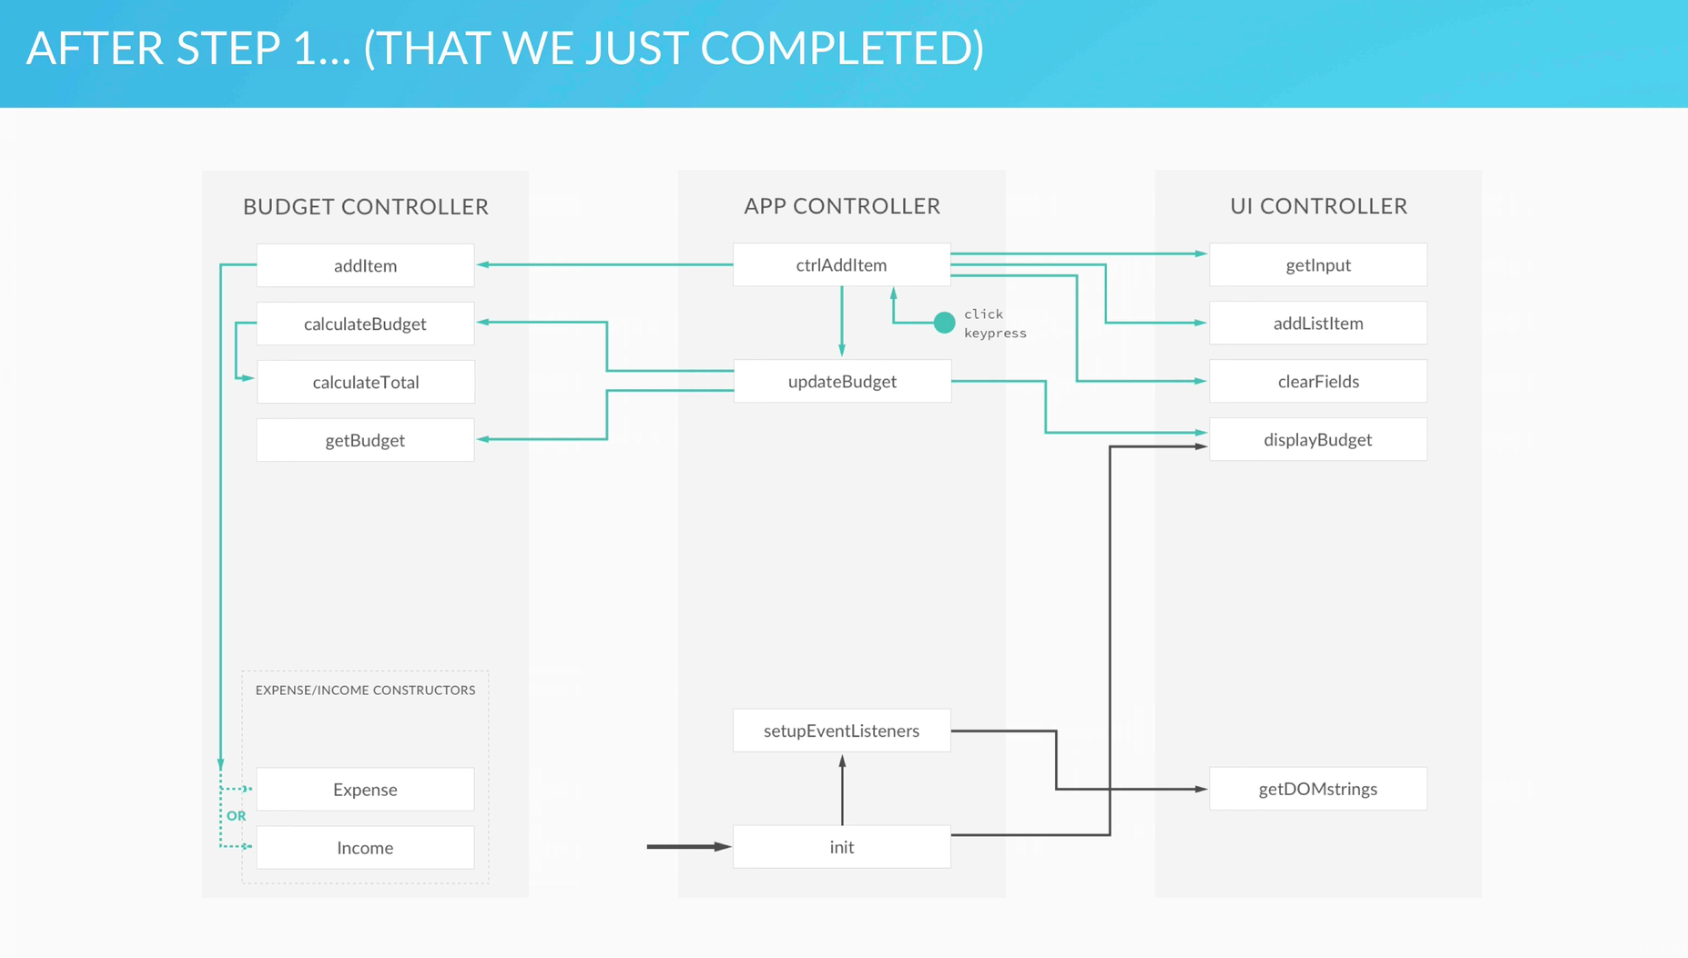 AFTER STEP 1... (THAT WE JUST COMPLETED)
BUDGET CONTROLLER
addItem
calculateBudget
calculateTotal
getBudget
EXPENSE/INCOME CONSTRUCTORS
Expense
OR
Income
APP CONTROLLER
ctrlAddItem
click
keypress
updateBudget
setupEventListeners
init
UI CONTROLLER
getInput
addListItem
clearFields
displayBudget
getDOMstrings